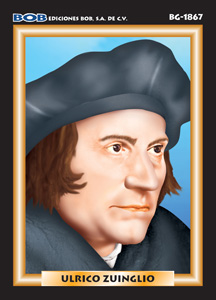 BOB EDICIONES BOB, S.A. DE C.V. BG-1867
ULRICO ZUINGLIO